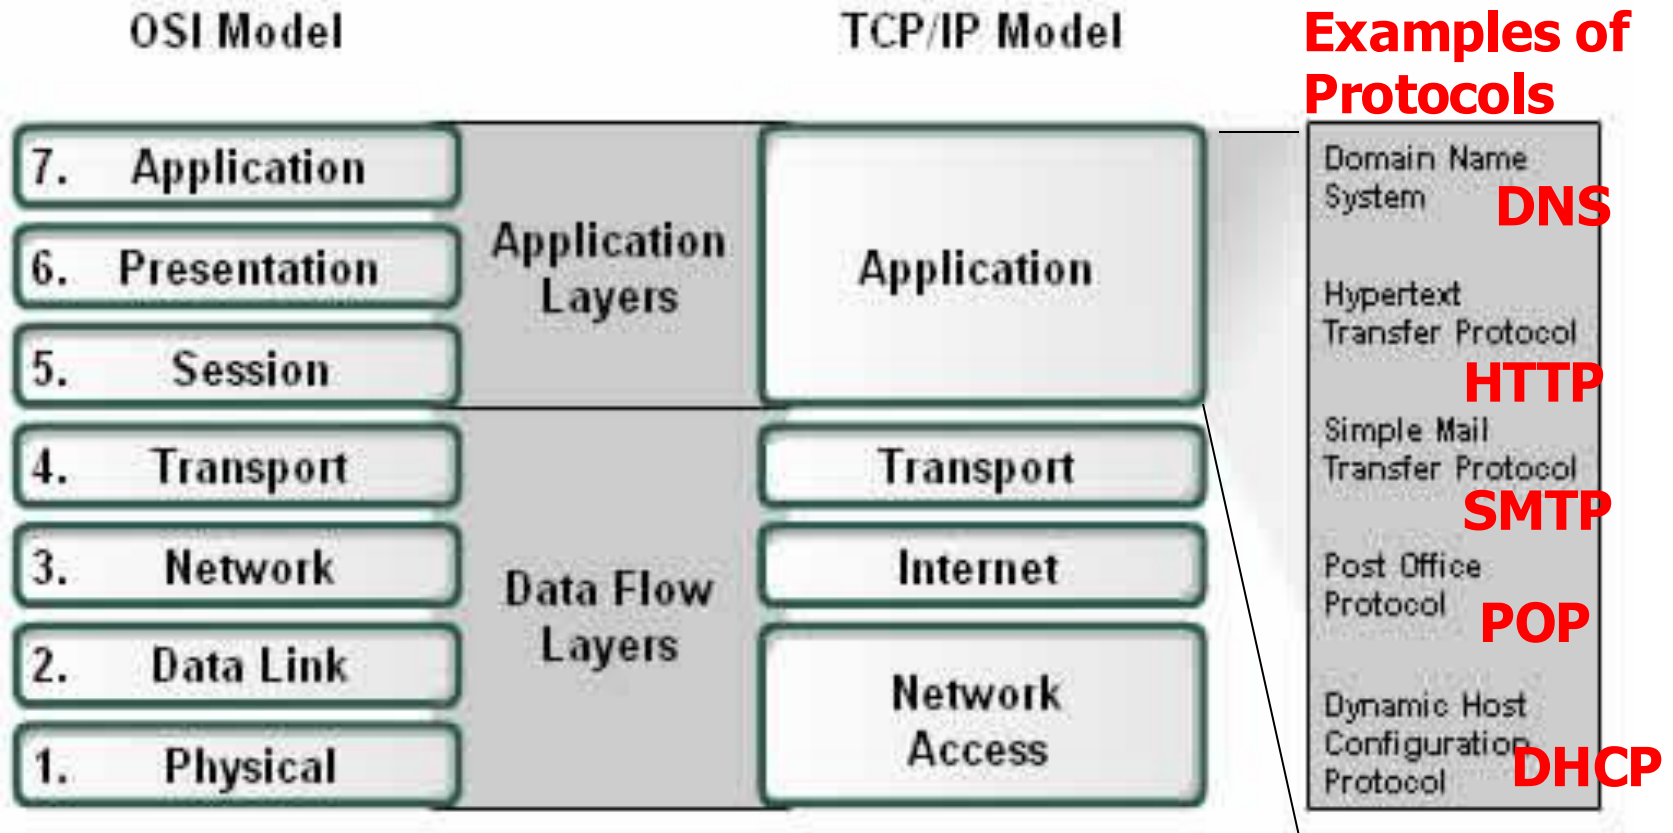 OSI Model
TCP/IP Model
Examples of
Protocols
7. Application
6. Presentation
5. Session
4. Transport
3. Network
2. Data Link
1. Physical
Application
Layers
Data Flow
Layers
Application
Transport
Internet
Network
Access
Domain Name
System
DNS
Hypertext
Transfer Protocol
HTTP
Simple Mail
Transfer Protocol
SMTP
Post Office
Protocol
POP
Dynamic Host
Configuration
Protocol
DHCP